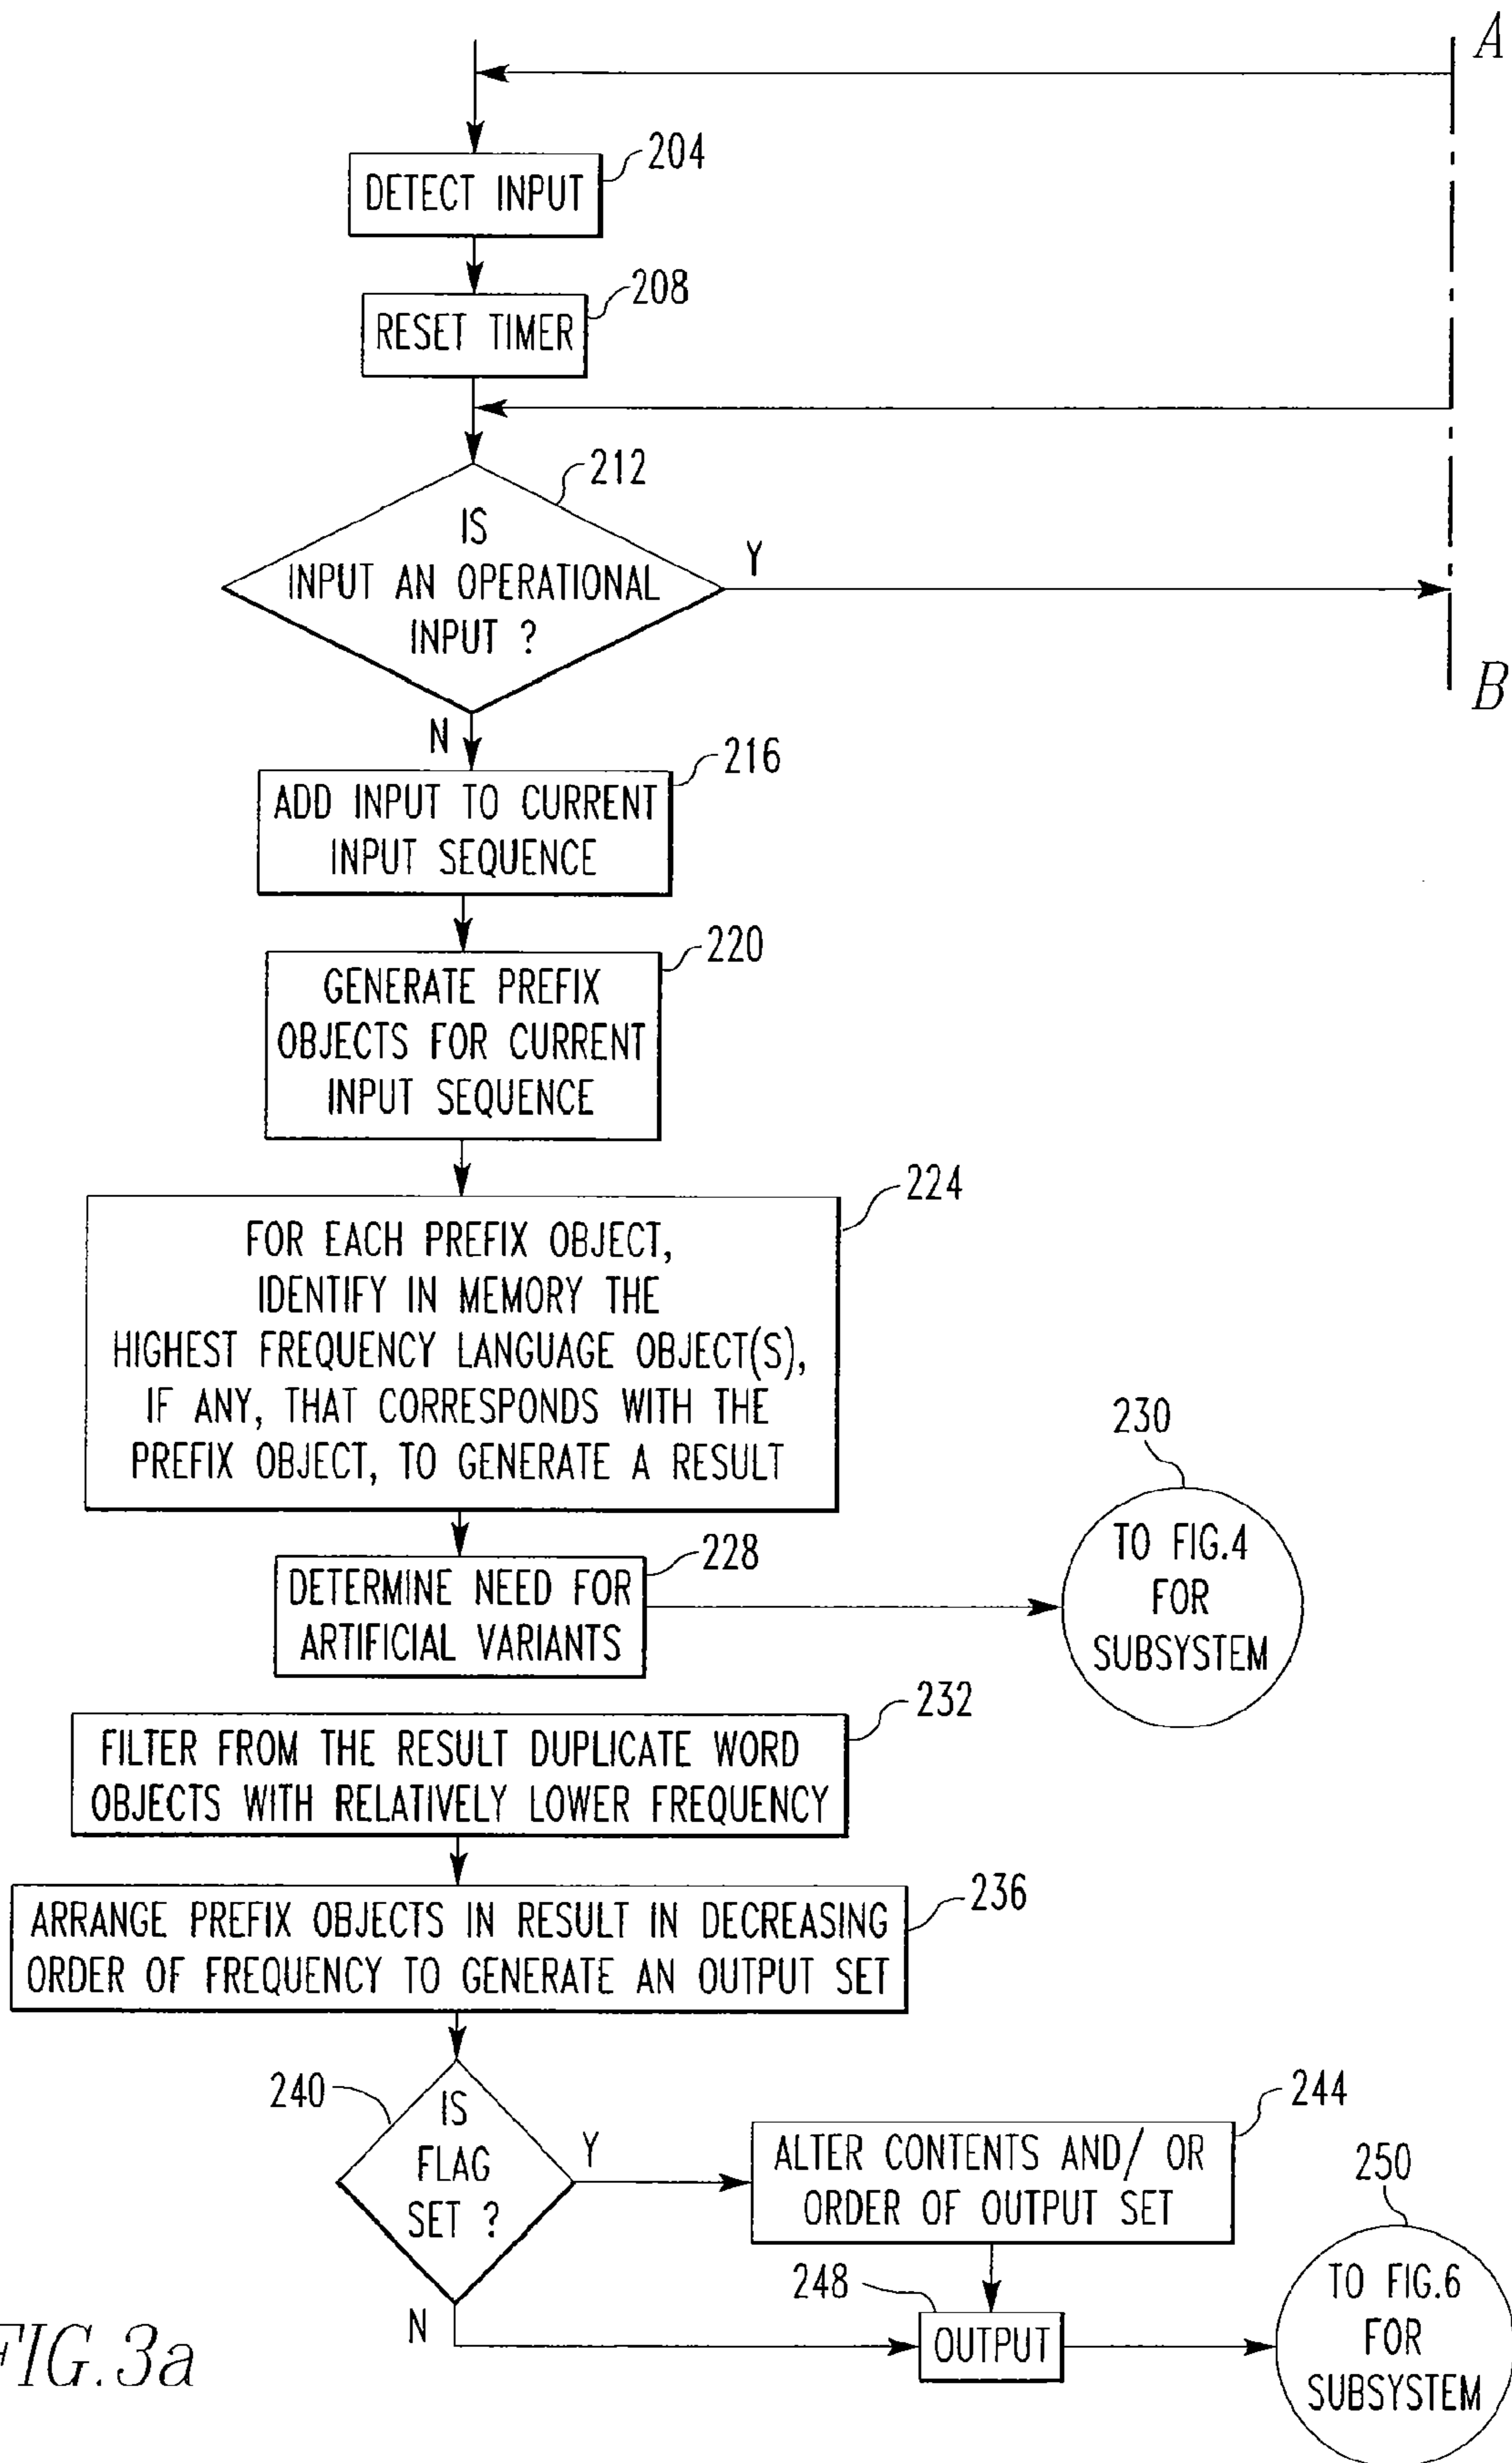 A
204
DETECT INPUT
208
RESET TIMER
212
IS
INPUT AN OPERATIONAL
INPUT ?
Y
B
N
216
ADD INPUT TO CURRENT
INPUT SEQUENCE
220
GENERATE PREFIX
OBJECTS FOR CURRENT
INPUT SEQUENCE
224
FOR EACH PREFIX OBJECT,
IDENTIFY IN MEMORY THE
HIGHEST FREQUENCY LANGUAGE OBJECT(S),
IF ANY, THAT CORRESPONDS WITH THE
PREFIX OBJECT, TO GENERATE A RESULT
228
DETERMINE NEED FOR
ARTIFICIAL VARIANTS
230
TO FIG.4
FOR
SUBSYSTEM
232
FILTER FROM THE RESULT DUPLICATE WORD
OBJECTS WITH RELATIVELY LOWER FREQUENCY
236
ARRANGE PREFIX OBJECTS IN RESULT IN DECREASING
ORDER OF FREQUENCY TO GENERATE AN OUTPUT SET
240
IS
FLAG
SET ?
Y
244
ALTER CONTENTS AND/ OR
ORDER OF OUTPUT SET
N
248
OUTPUT
250
TO FIG.6
FOR
SUBSYSTEM
FIG.3a